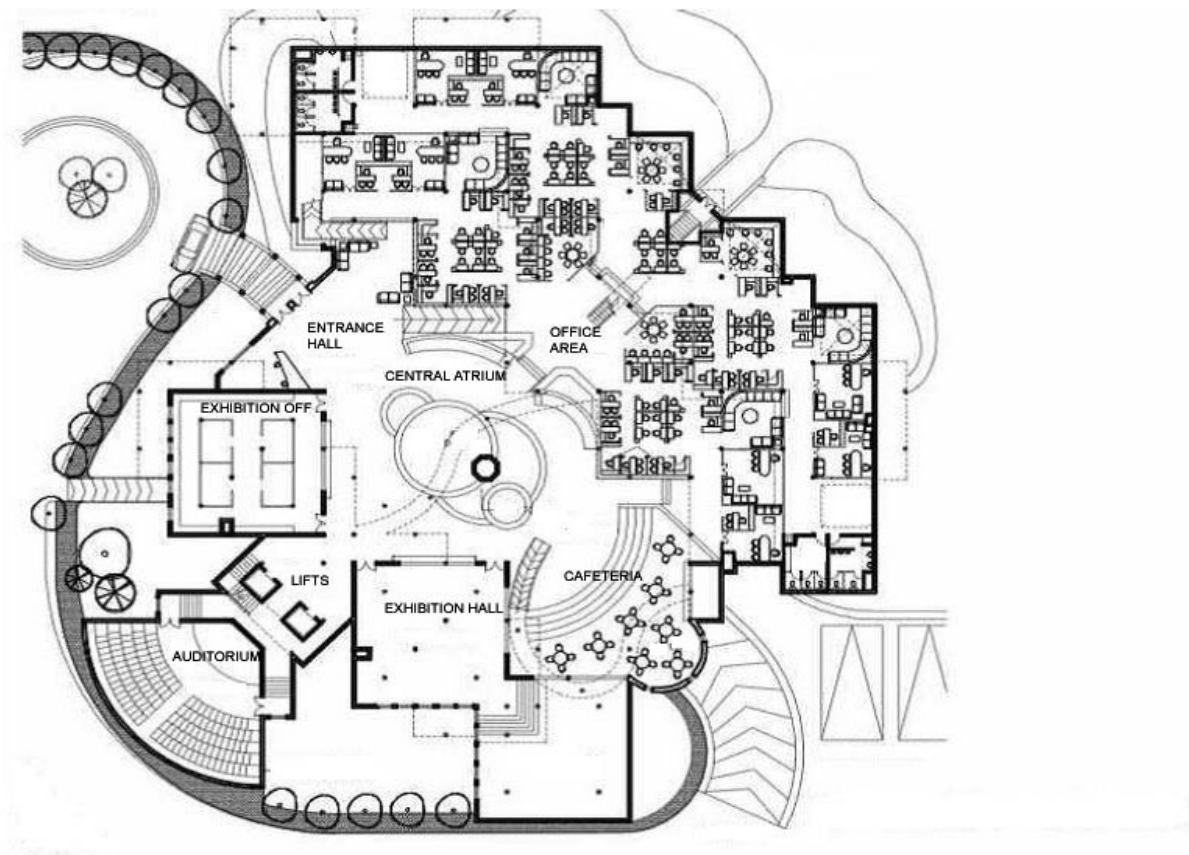 ENTRANCE
HALL
OFFICE
AREA
CENTRAL ATRIUM
EXHIBITION OFF
LIFTS
CAFETERIA
EXHIBITION HALL
AUDITORIUM